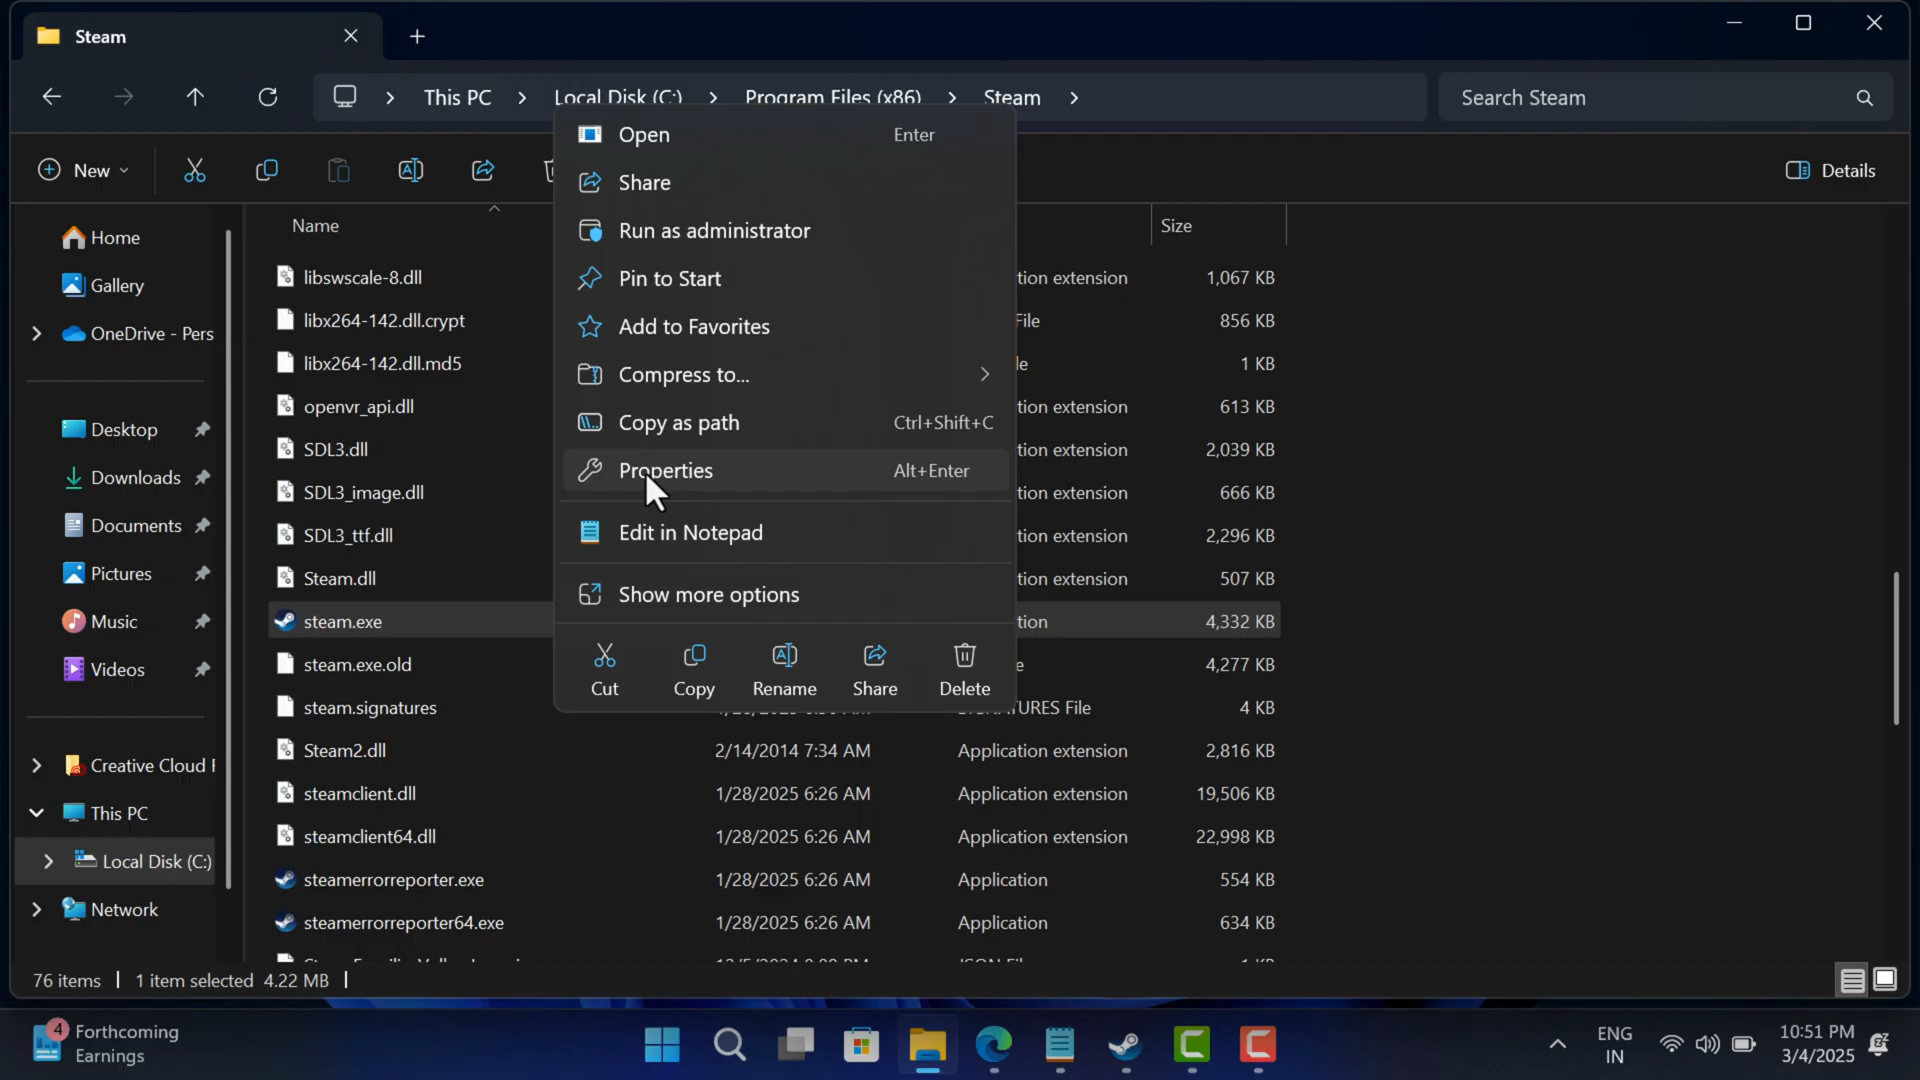 Steam
This PC
Local Disk (C:)
Program Files (x86)
Steam
Search Steam
New
Details
Home
Gallery
OneDrive - Pers
Desktop
Downloads
Documents
Pictures
Music
Videos
Creative Cloud F
This PC
Local Disk (C:)
Network
Name
Size
libswscale-8.dll
tion extension
1,067 KB
libx264-142.dll.crypt
File
856 KB
libx264-142.dll.md5
le
1 KB
openvr_api.dll
tion extension
613 KB
SDL3.dll
tion extension
2,039 KB
SDL3_image.dll
tion extension
666 KB
SDL3_ttf.dll
tion extension
2,296 KB
Steam.dll
tion extension
507 KB
steam.exe
tion
4,332 KB
steam.exe.old
e
4,277 KB
steam.signatures
URES File
4 KB
Steam2.dll
2/14/2014 7:34 AM
Application extension
2,816 KB
steamclient.dll
1/28/2025 6:26 AM
Application extension
19,506 KB
steamclient64.dll
1/28/2025 6:26 AM
Application extension
22,998 KB
steamerrorreporter.exe
1/28/2025 6:26 AM
Application
554 KB
steamerrorreporter64.exe
1/28/2025 6:26 AM
Application
634 KB
Open
Enter
Share
Run as administrator
Pin to Start
Add to Favorites
Compress to...
Copy as path
Ctrl+Shift+C
Properties
Alt+Enter
Edit in Notepad
Show more options
Cut
Copy
Rename
Share
Delete
76 items
1 item selected 4.22 MB
4
Forthcoming
Earnings
ENG
IN
10:51 PM
3/4/2025